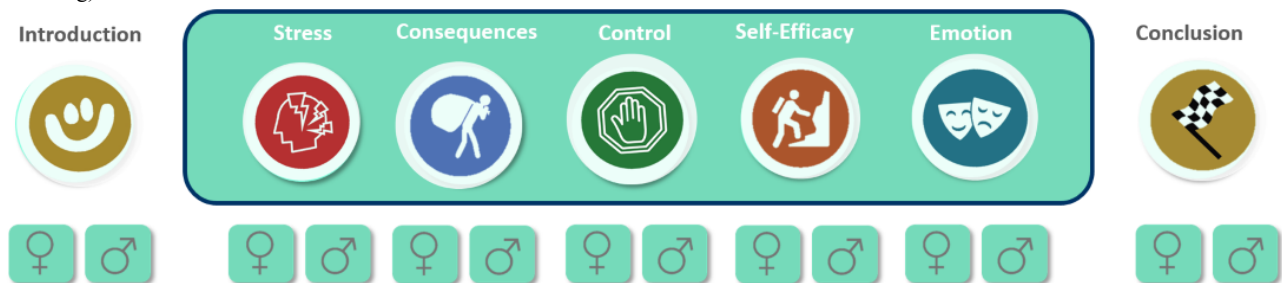 Introduction
Stress
Consequences
Control
Self-Efficacy
Emotion
Conclusion